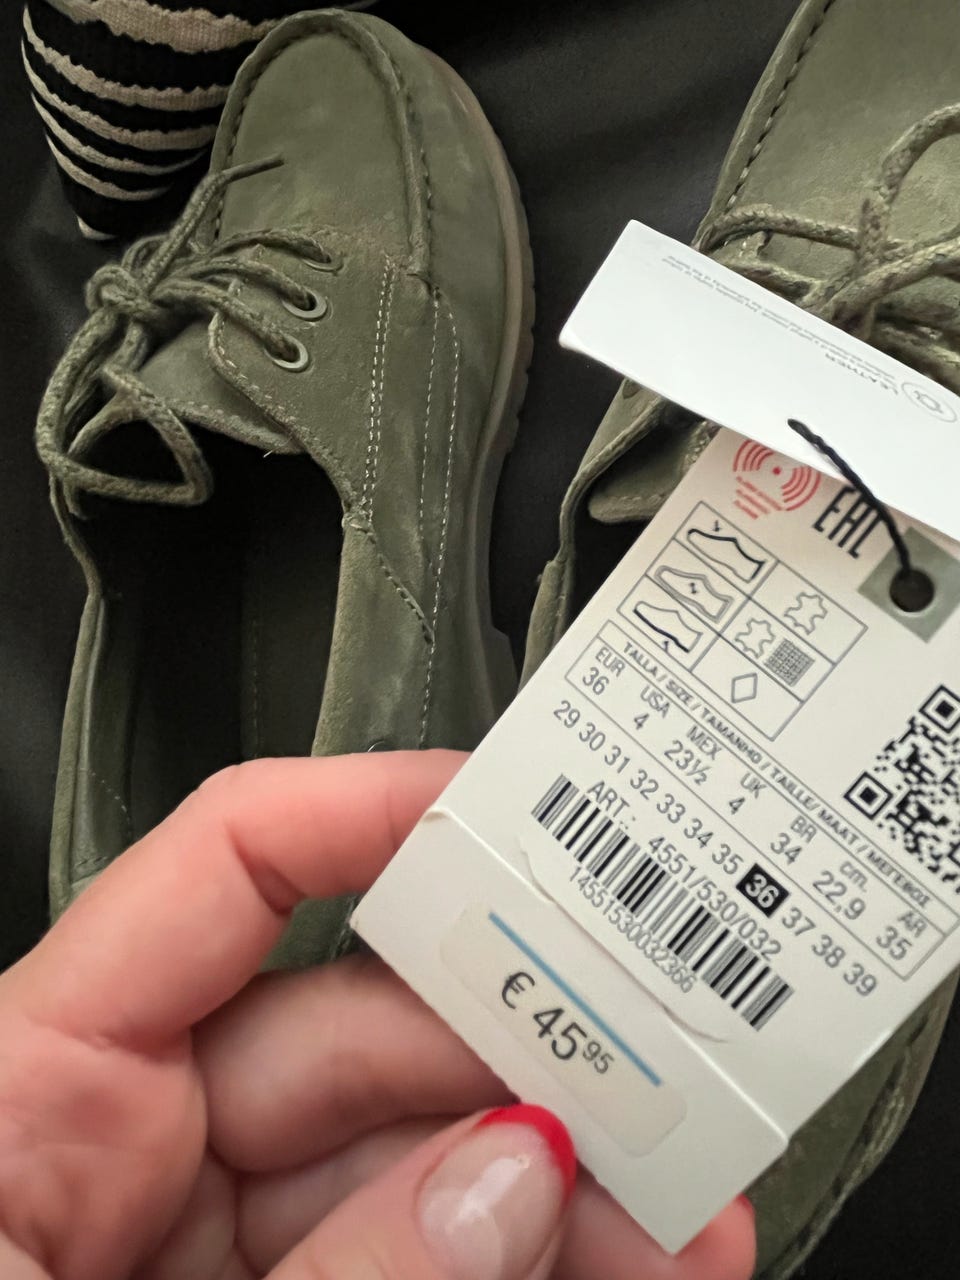 LEATHER
EAC
TALLA / SIZE / TAMANHO / TAILLE / MAAT / МЕГЕБОSI
EUR USA MEX UK BR cm. AR
36 4 23½ 4 34 22,9 35
29 30 31 32 33 34 35 36 37 38 39
ART.: 4551/530/032
14551530032366
€ 45 95